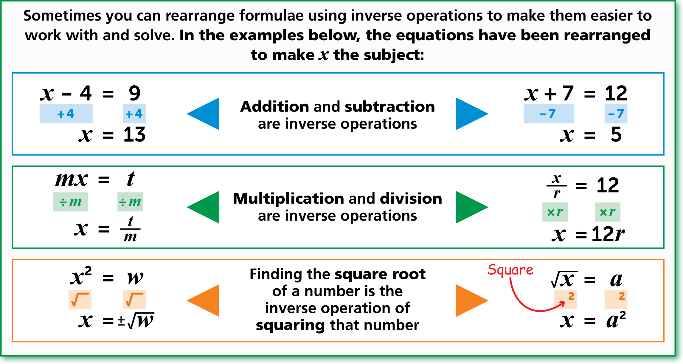 Sometimes you can rearrange formulae using inverse operations to make them easier to
work with and solve. In the examples below, the equations have been rearranged
to make x the subject:
x − 4 = 9
+4 +4
x = 13
Addition and subtraction
are inverse operations
x + 7 = 12
−7 −7
x = 5
mx = t
÷m ÷m
x = t/m
Multiplication and division
are inverse operations
x/r = 12
×r ×r
x = 12r
x² = w
√ √
x = ±√w
Finding the square root
of a number is the
inverse operation of
squaring that number
Square
√x = a
² ²
x = a²